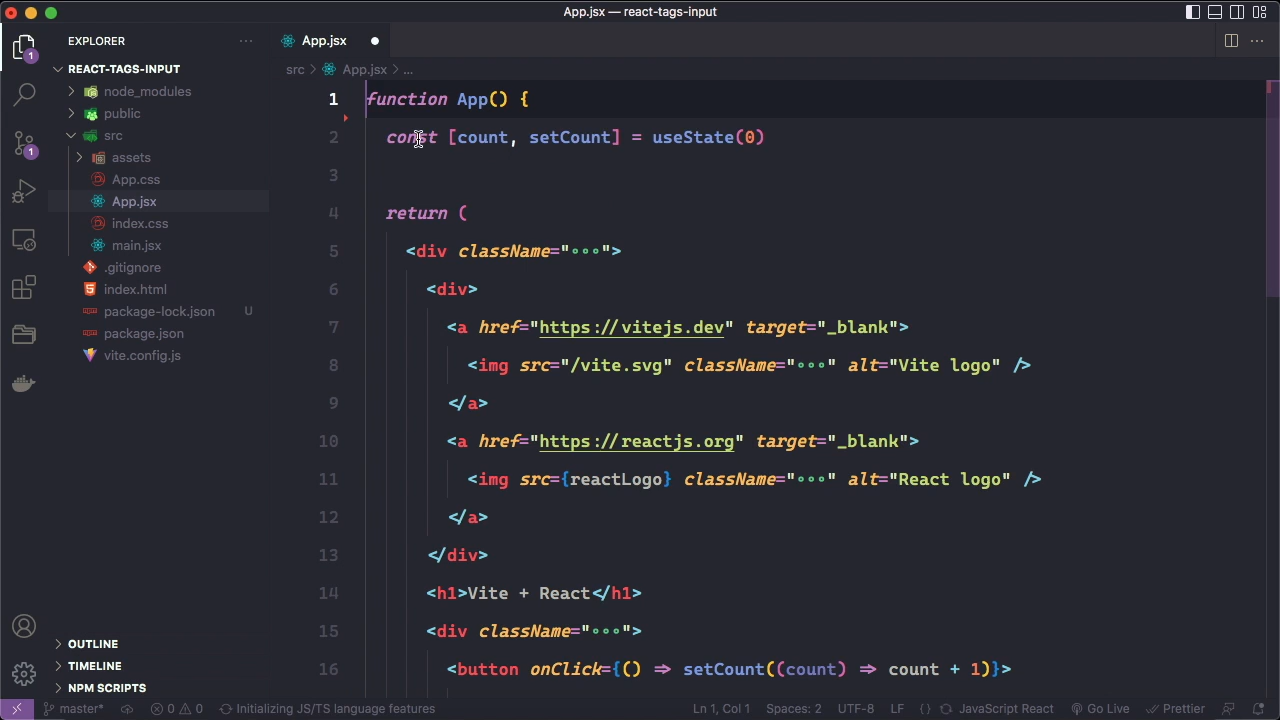 App.jsx — react-tags-input
EXPLORER
App.jsx
1
REACT-TAGS-INPUT
src > App.jsx > ...
node_modules
public
src
assets
App.css
App.jsx
index.css
main.jsx
.gitignore
index.html
package-lock.json U
package.json
vite.config.js
1
1 function App() {
2 const [count, setCount] = useState(0)
3
4 return (
5 <div className="∘∘∘">
6 <div>
7 <a href="https://vitejs.dev" target="_blank">
8 <img src="/vite.svg" className="∘∘∘" alt="Vite logo" />
9 </a>
10 <a href="https://reactjs.org" target="_blank">
11 <img src={reactLogo} className="∘∘∘" alt="React logo" />
12 </a>
13 </div>
14 <h1>Vite + React</h1>
15 <div className="∘∘∘">
16 <button onClick={() => setCount((count) => count + 1)}>
OUTLINE
TIMELINE
NPM SCRIPTS
master* 0 0 Initializing JS/TS language features Ln 1, Col 1 Spaces: 2 UTF-8 LF {} JavaScript React Go Live Prettier